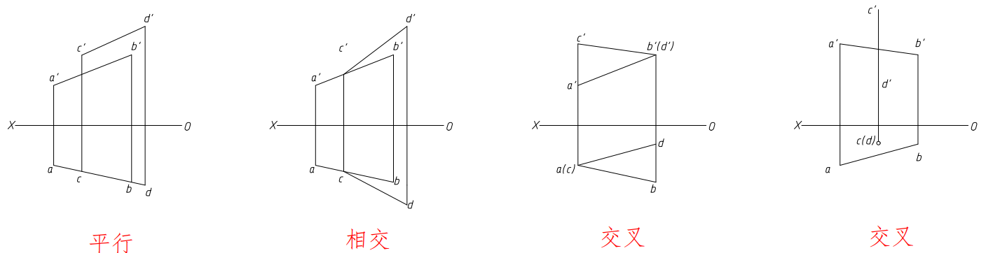 d' d' c'
c' b' c' b' c' b'(d') a' b'
a' a' a' d'
X O X O X O X O
a c b d a c b d a(c) d b a c(d) b
平行 相交 交叉 交叉